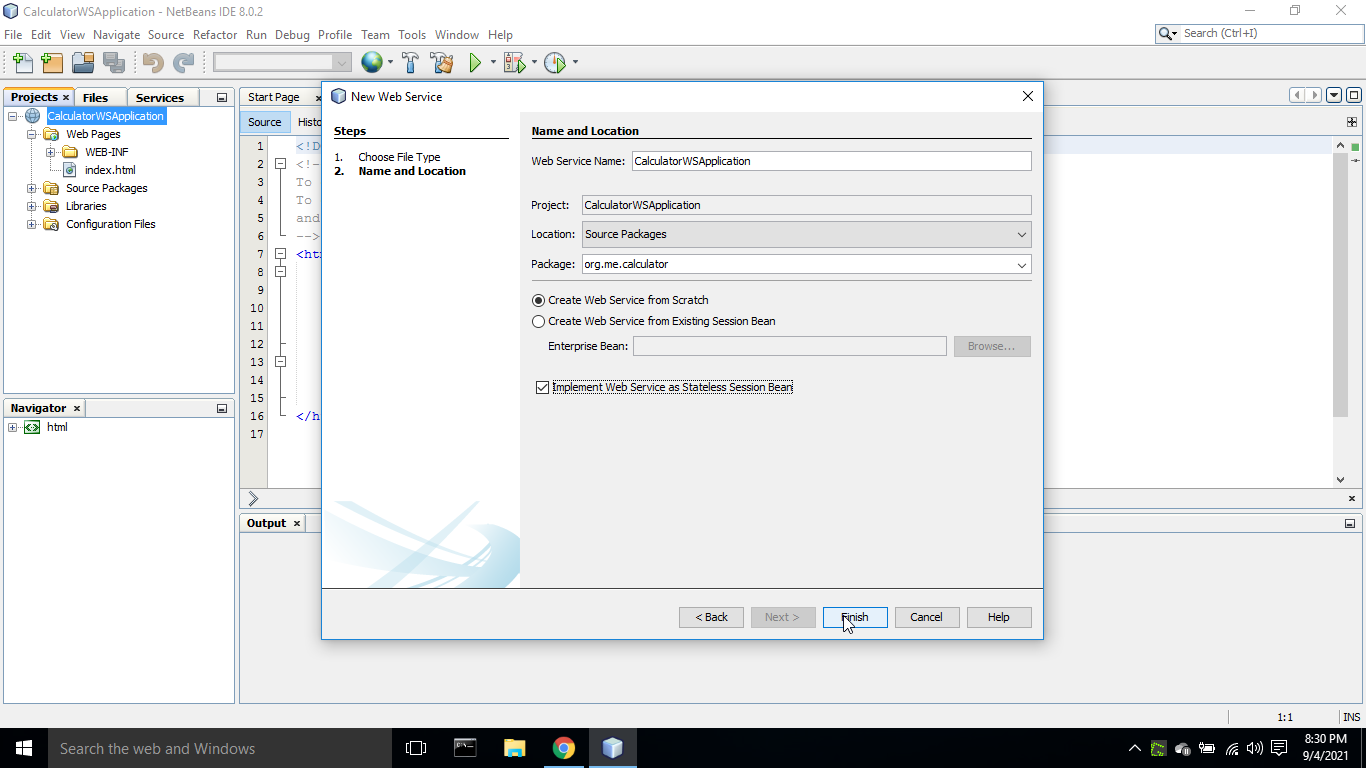 CalculatorWSApplication - NetBeans IDE 8.0.2
File Edit View Navigate Source Refactor Run Debug Profile Team Tools Window Help
Search (Ctrl+I)
Projects Files Services
CalculatorWSApplication
Web Pages
WEB-INF
index.html
Source Packages
Libraries
Configuration Files
Navigator
html
Start Page
Source Histo
1 <!D
2 <!-
3 To
4 To
5 and
6 -->
7 <ht
8
9
10
11
12
13
14
15
16 </h
17
New Web Service
Steps
1. Choose File Type
2. Name and Location
Name and Location
Web Service Name: CalculatorWSApplication
Project: CalculatorWSApplication
Location: Source Packages
Package: org.me.calculator
Create Web Service from Scratch
Create Web Service from Existing Session Bean
Enterprise Bean: Browse...
Implement Web Service as Stateless Session Bean
< Back Next > Finish Cancel Help
Output
1:1 INS
Search the web and Windows
8:30 PM
9/4/2021